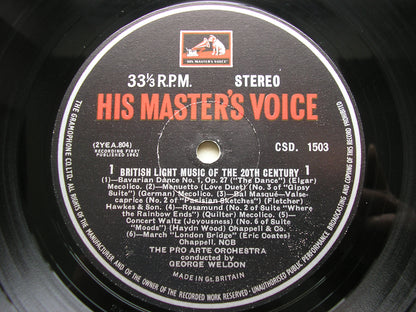 "HIS MASTER'S VOICE"
33⅓ R.P.M. STEREO
HIS MASTER'S VOICE
(2YEA.804)
RECORDING FIRST
PUBLISHED 1963
CSD. 1503
1 BRITISH LIGHT MUSIC OF THE 20TH CENTURY 1
(1)—Bavarian Dance No. 1, Op. 27 ("The Dance") (Elgar)
Mecolico. (2)—Manuetto (Love Duet) (No. 3 of "Gipsy
Suite") (German) Mecolico. (3)—Bal Masqué—Valse-
caprice (No. 2 of "Parisian Sketches") (Fletcher)
Hawkes & Son. (4)—Rosamund (No. 2 of Suite "Where
the Rainbow Ends") (Quilter) Mecolico. (5)—
Concert Waltz (Joyousness) (No. 6 of Suite
"Moods") (Haydn Wood) Chappell & Co.
(6)—March "London Bridge" (Eric Coates)
Chappell. NCB
THE PRO ARTE ORCHESTRA
conducted by
GEORGE WELDON
MADE IN GT. BRITAIN
THE GRAMOPHONE CO. LTD. ALL RIGHTS OF THE MANUFACTURER AND OF THE OWNER OF THE RECORDED WORK RESERVED—UNAUTHORISED PUBLIC PERFORMANCE, BROADCASTING AND COPYING OF THIS RECORD PROHIBITED